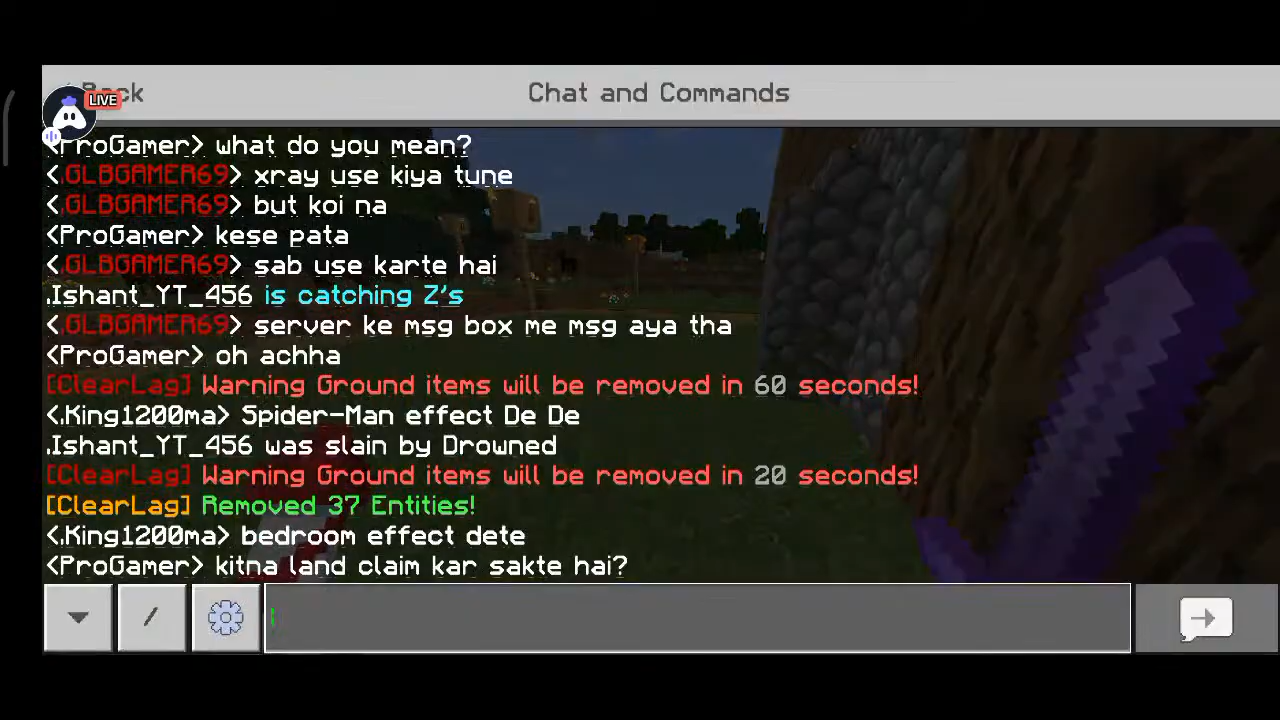 Back
LIVE
Chat and Commands
<ProGamer> what do you mean?
<.GLBGAMER69> xray use kiya tune
<.GLBGAMER69> but koi na
<ProGamer> kese pata
<.GLBGAMER69> sab use karte hai
.Ishant_YT_456 is catching Z's
<.GLBGAMER69> server ke msg box me msg aya tha
<ProGamer> oh achha
[ClearLag] Warning Ground items will be removed in 60 seconds!
<.King1200ma> Spider-Man effect De De
.Ishant_YT_456 was slain by Drowned
[ClearLag] Warning Ground items will be removed in 20 seconds!
[ClearLag] Removed 37 Entities!
<.King1200ma> bedroom effect dete
<ProGamer> kitna land claim kar sakte hai?
/